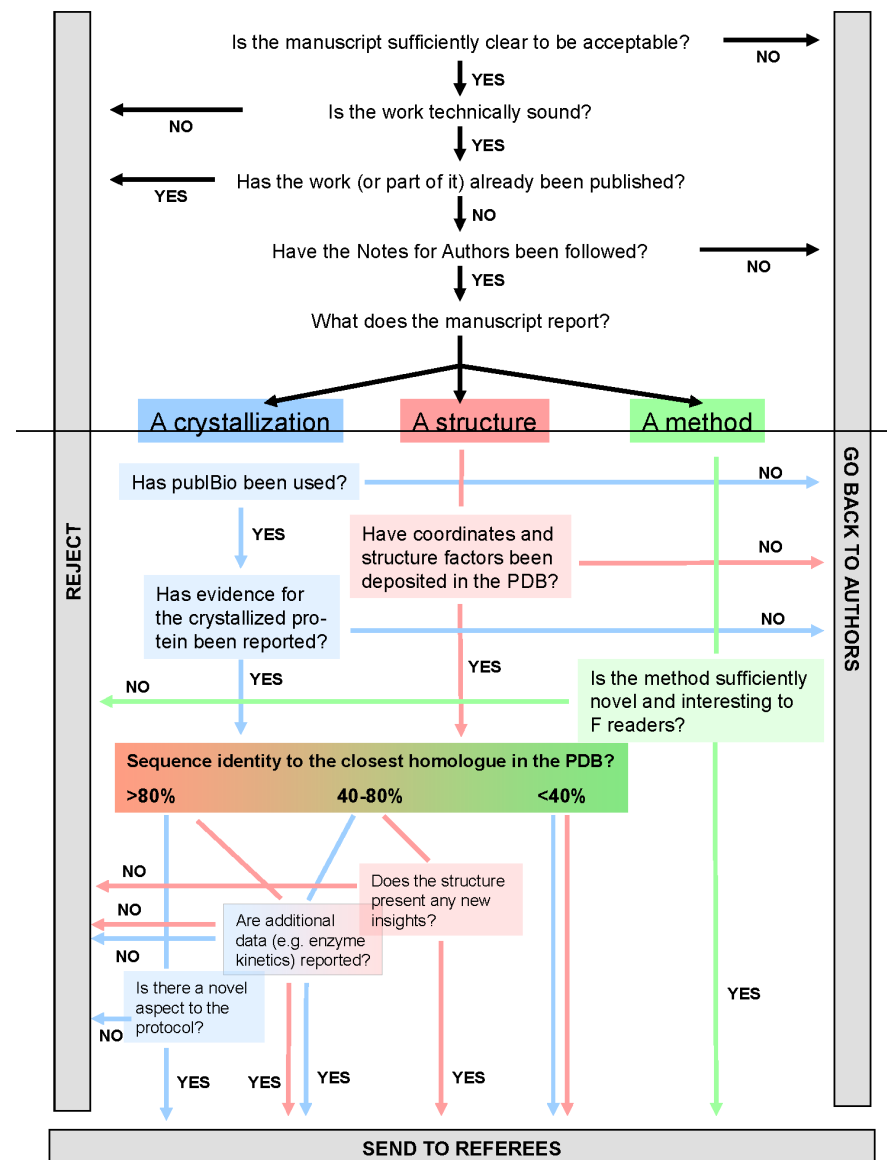 Is the manuscript sufficiently clear to be acceptable?
NO
YES
Is the work technically sound?
NO
YES
Has the work (or part of it) already been published?
YES
NO
Have the Notes for Authors been followed?
NO
YES
What does the manuscript report?
A crystallization
A structure
A method
REJECT
GO BACK TO AUTHORS
Has publBio been used?
NO
YES
Have coordinates and
structure factors been
deposited in the PDB?
NO
Has evidence for
the crystallized pro-
tein been reported?
NO
YES
YES
Is the method sufficiently
novel and interesting to
F readers?
NO
Sequence identity to the closest homologue in the PDB?
>80%
40-80%
<40%
NO
Does the structure
present any new
insights?
NO
Are additional
data (e.g. enzyme
kinetics) reported?
NO
Is there a novel
aspect to the
protocol?
NO
YES
YES
YES
YES
YES
SEND TO REFEREES